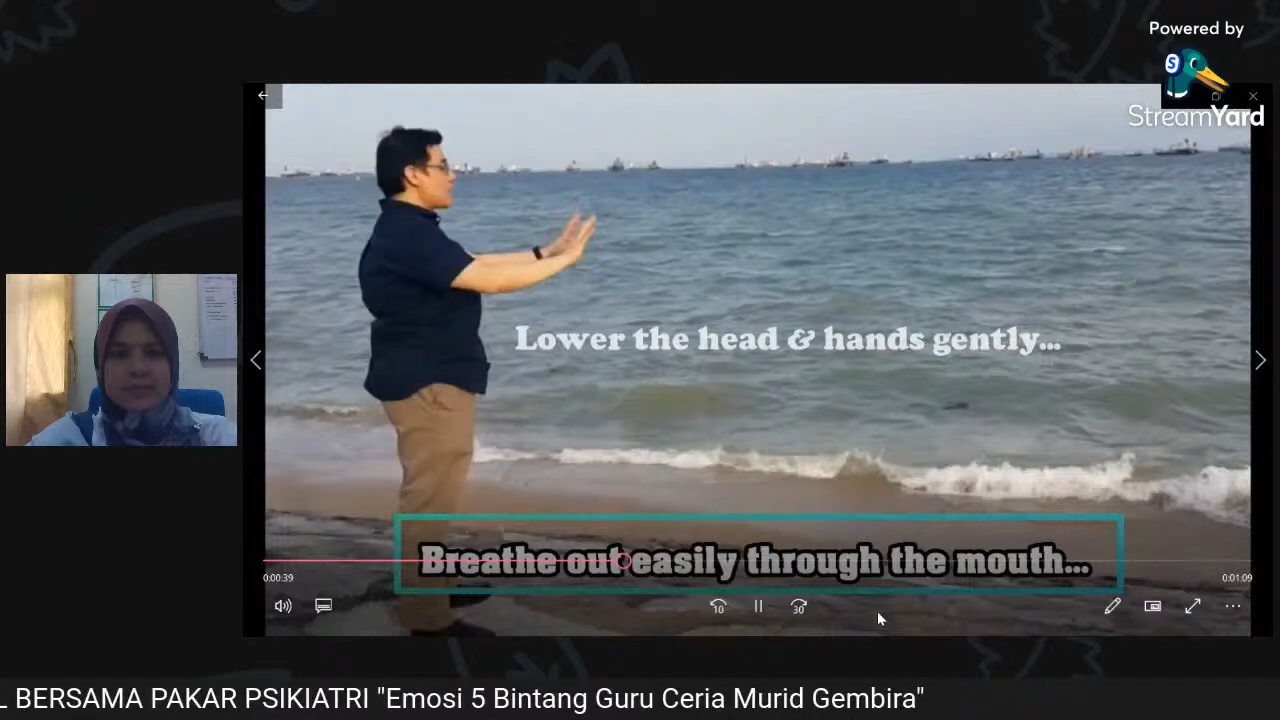 Powered by
StreamYard
Lower the head & hands gently...
Breathe out easily through the mouth...
0:00:39
0:01:09
10
30
L BERSAMA PAKAR PSIKIATRI "Emosi 5 Bintang Guru Ceria Murid Gembira"